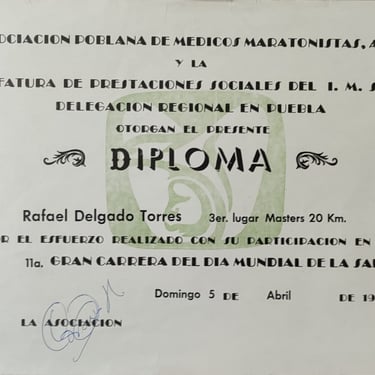 OCIACION POBLANA DE MEDICOS MARATONISTAS, A
Y LA
FATURA DE PRESTACIONES SOCIALES DEL I. M. S
DELEGACION REGIONAL EN PUEBLA
OTORGAN EL PRESENTE
DIPLOMA
Rafael Delgado Torres 3er. lugar Masters 20 Km.
OR EL ESFUERZO REALIZADO CON SU PARTICIPACION EN
11a. GRAN CARRERA DEL DIA MUNDIAL DE LA SA
Domingo 5 DE Abril DE 19
LA ASOCIACION